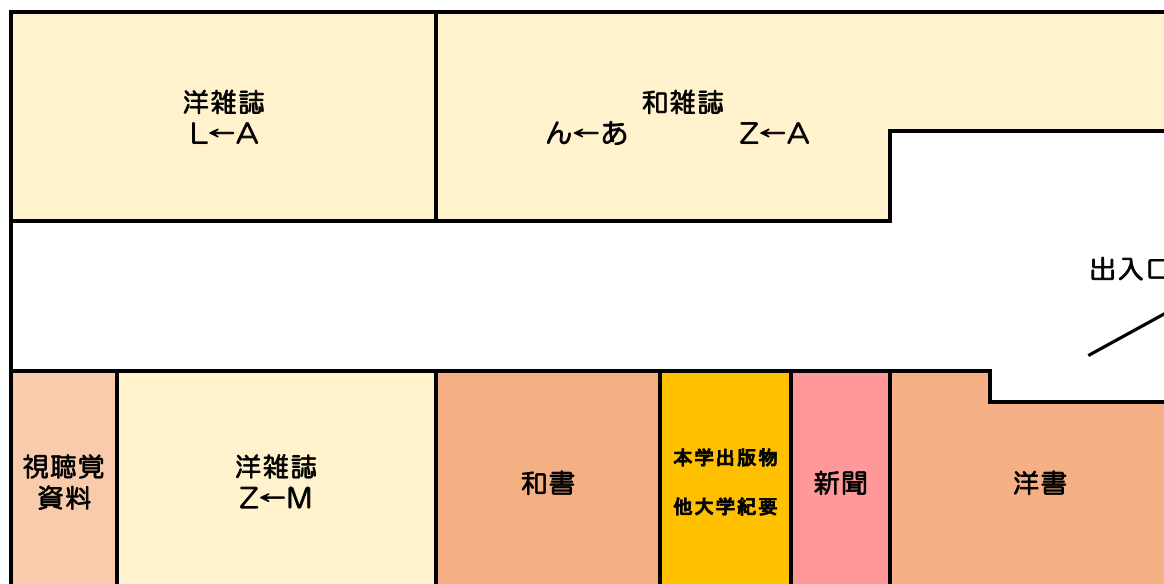 洋雑誌
L←A
和雑誌
ん←あ Z←A
出入口
視聴覚
資料
洋雑誌
Z←M
和書
本学出版物
他大学紀要
新聞
洋書